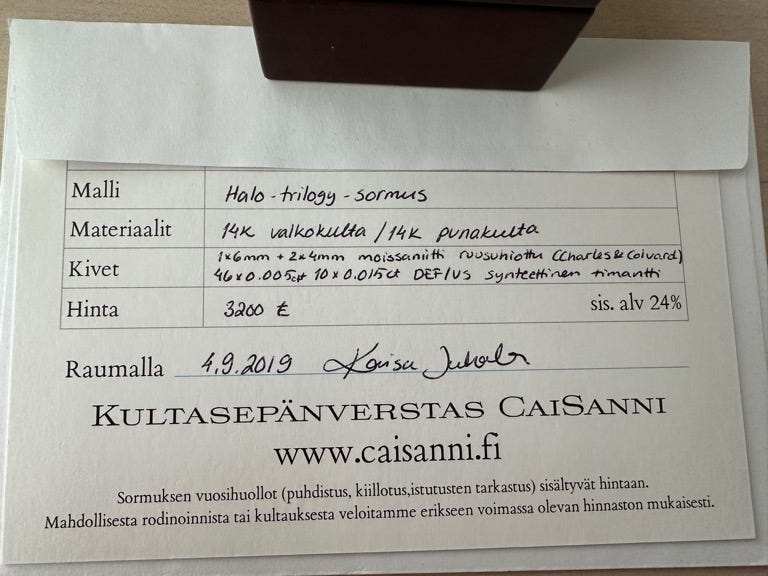 Malli Halo-trilogy-sormus
Materiaalit 14K valkokulta / 14K punakulta
Kivet 1x6mm + 2x4mm moissaniitti ruusuhiottu (Charles & Colvard)
46x0.005ct 10x0.015ct DEF/VS synteettinen timantti
Hinta 3200 € sis. alv 24%
Raumalla 4.9.2019
KULTASEPÄNVERSTAS CAISANNI
www.caisanni.fi
Sormuksen vuosihuollot (puhdistus, kiillotus,istutusten tarkastus) sisältyvät hintaan.
Mahdollisesta rodinoinnista tai kultauksesta veloitamme erikseen voimassa olevan hinnaston mukaisesti.